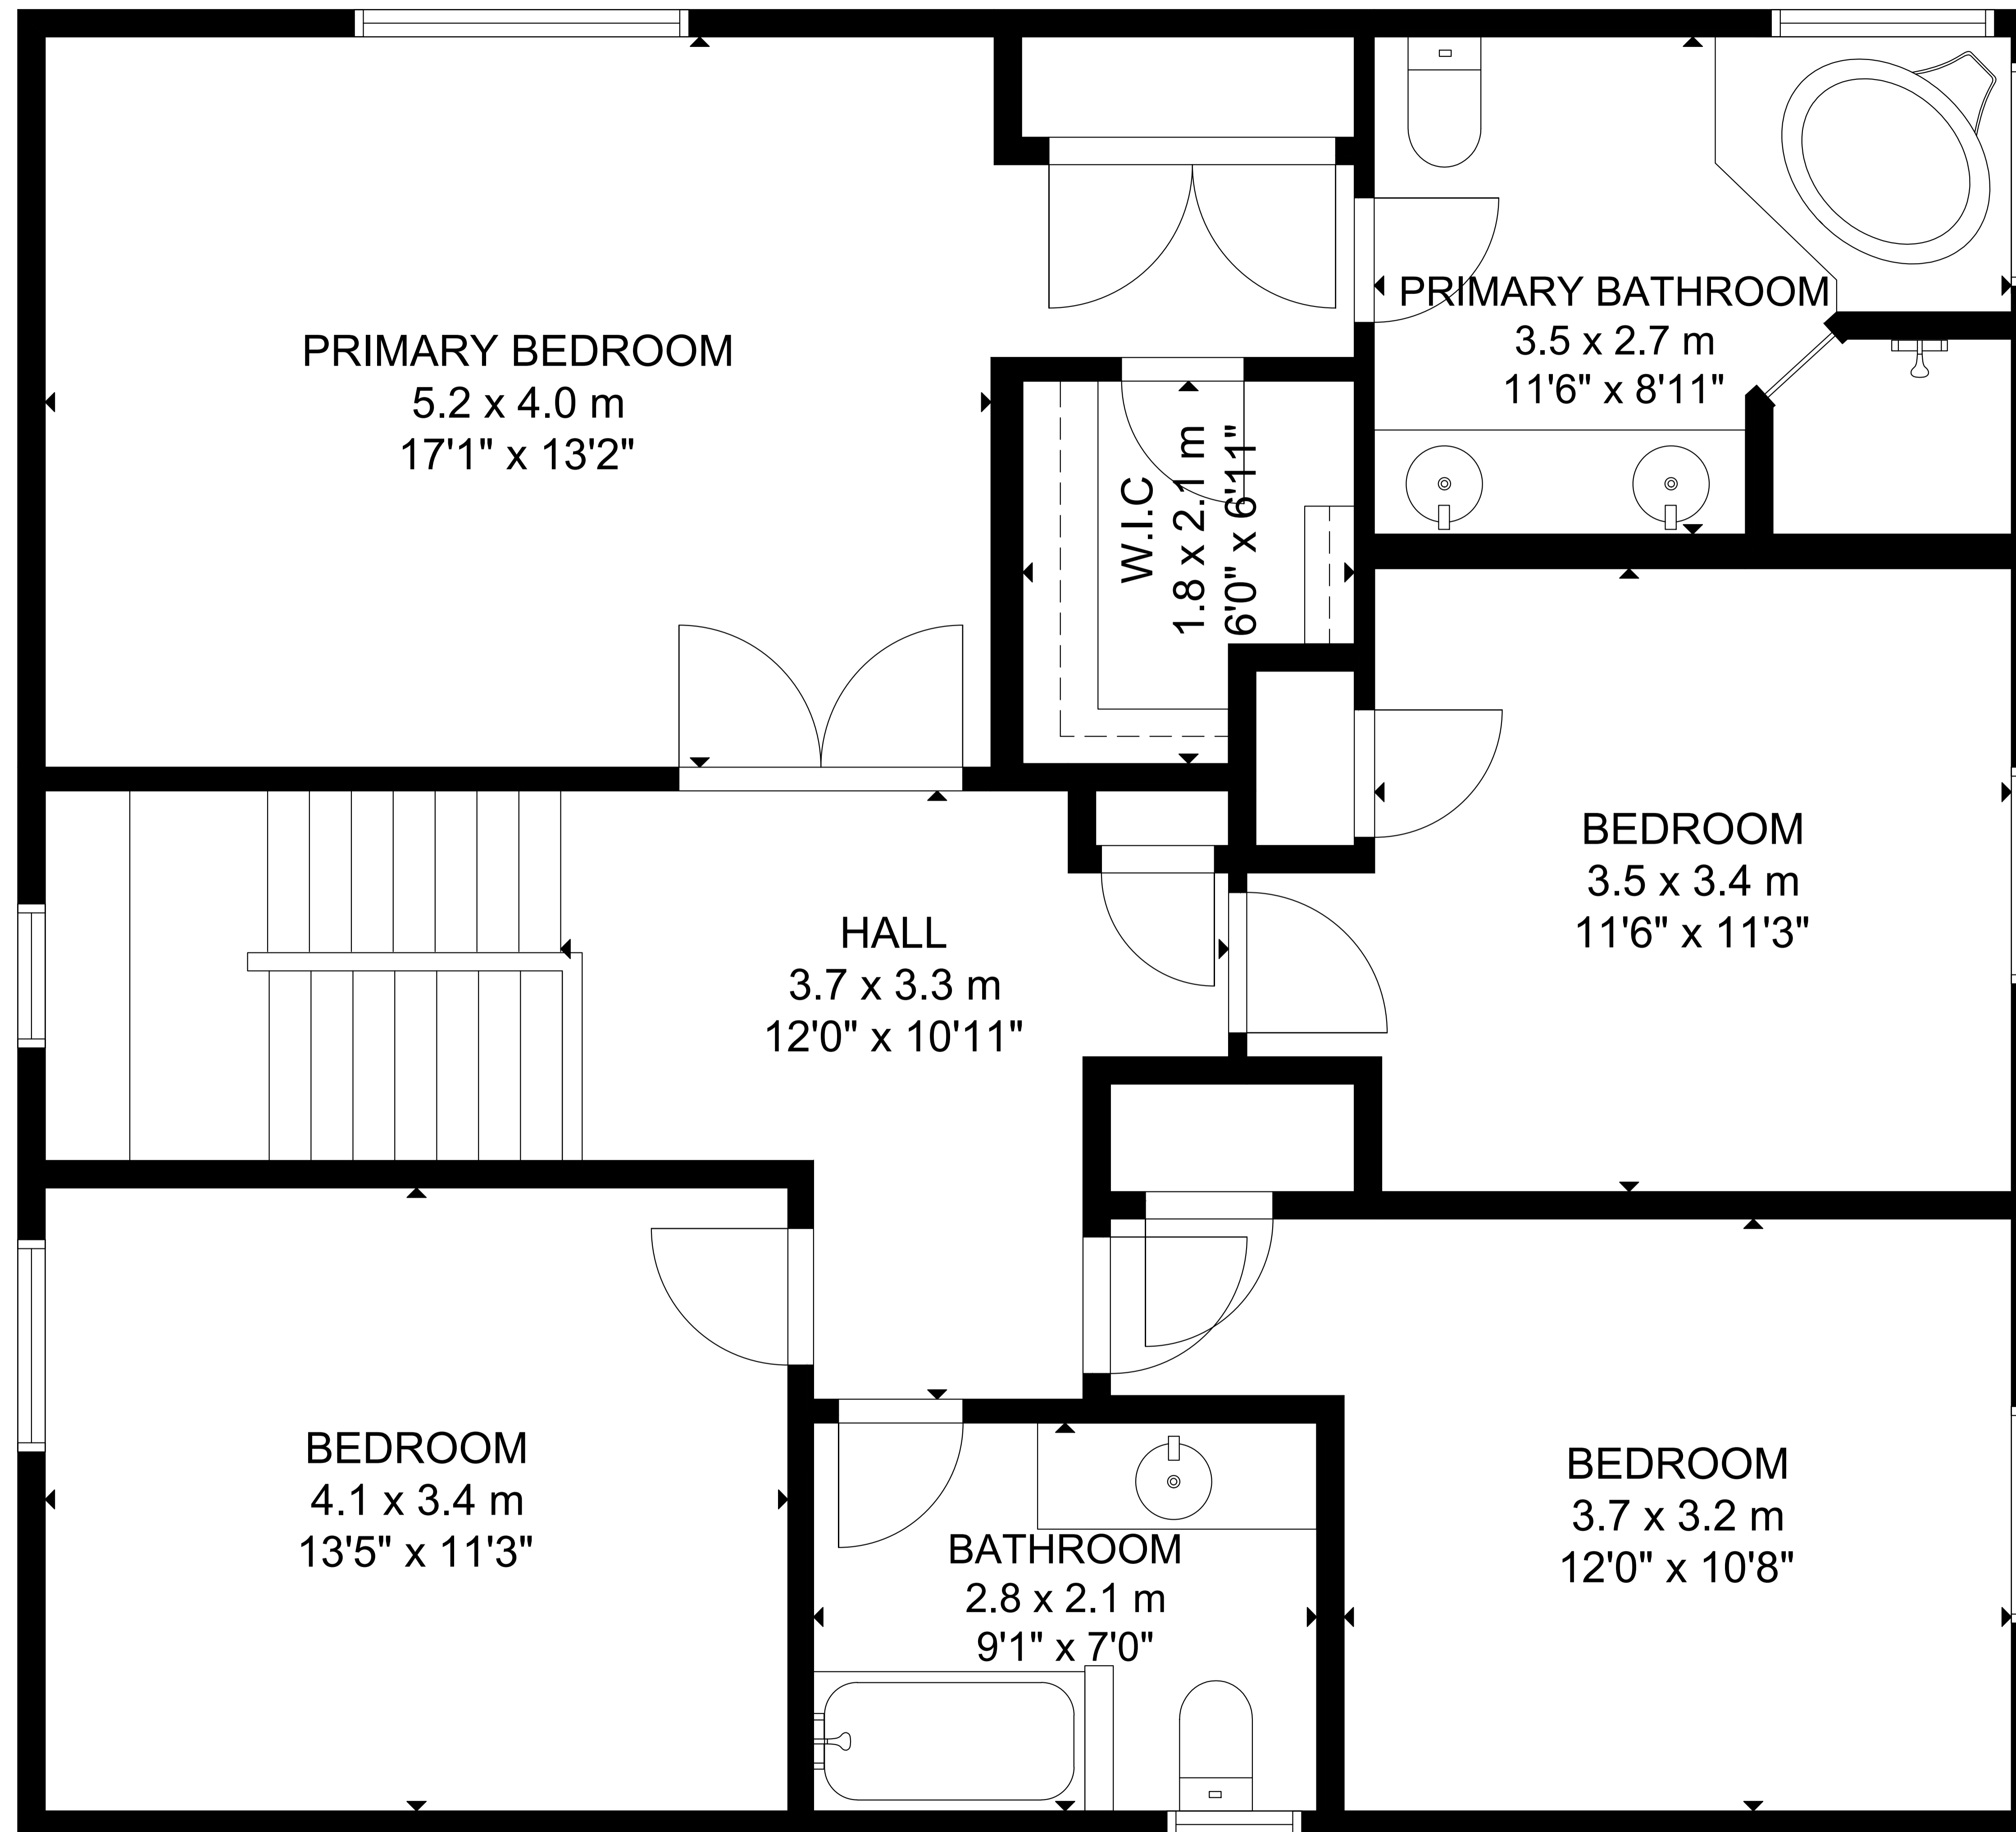 PRIMARY BEDROOM
5.2 x 4.0 m
17'1" x 13'2"
PRIMARY BATHROOM
3.5 x 2.7 m
11'6" x 8'11"
W.I.C
1.8 x 2.1 m
6'0" x 6'11"
BEDROOM
3.5 x 3.4 m
11'6" x 11'3"
HALL
3.7 x 3.3 m
12'0" x 10'11"
BEDROOM
4.1 x 3.4 m
13'5" x 11'3"
BATHROOM
2.8 x 2.1 m
9'1" x 7'0"
BEDROOM
3.7 x 3.2 m
12'0" x 10'8"